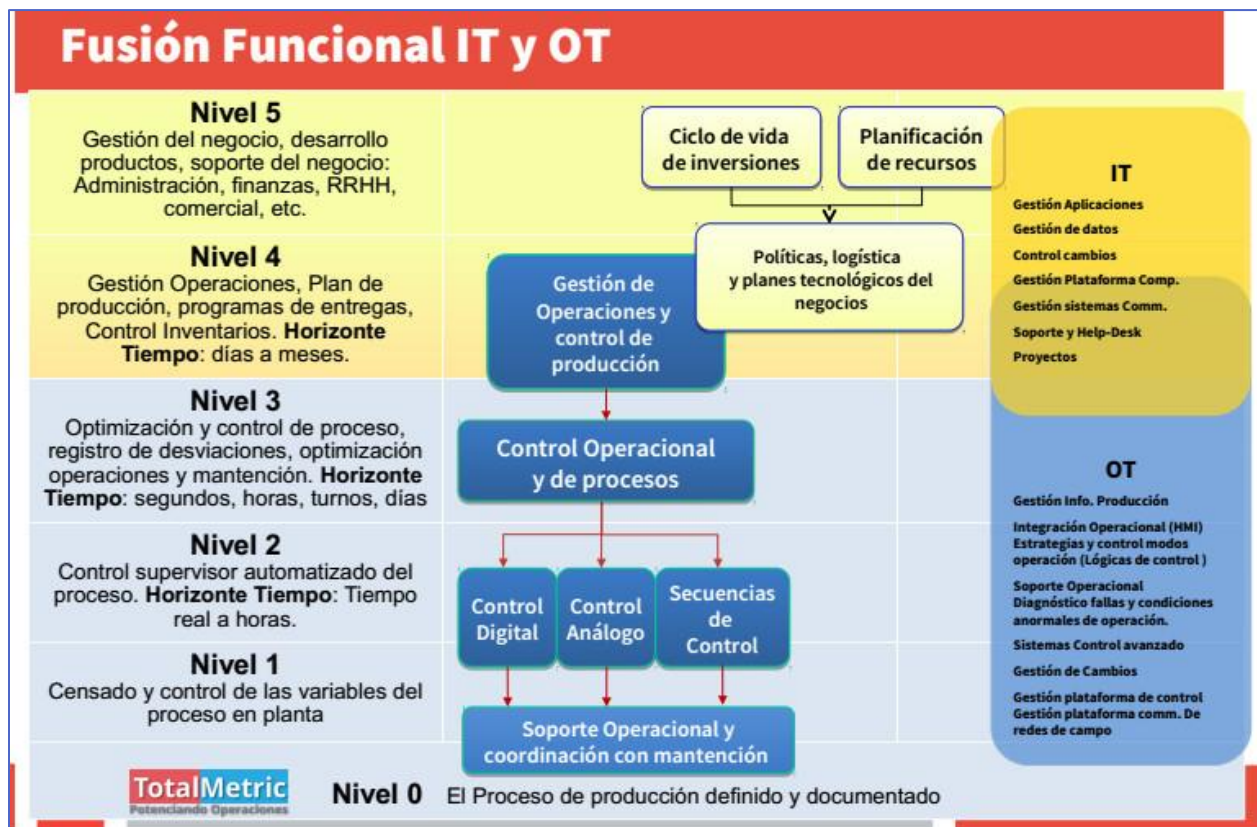 Fusión Funcional IT y OT
Nivel 5
Gestión del negocio, desarrollo
productos, soporte del negocio:
Administración, finanzas, RRHH,
comercial, etc.
Ciclo de vida
de inversiones
Planificación
de recursos
Políticas, logística
y planes tecnológicos del
negocios
Nivel 4
Gestión Operaciones, Plan de
producción, programas de entregas,
Control Inventarios. Horizonte
Tiempo: días a meses.
Gestión de
Operaciones y
control de
producción
Nivel 3
Optimización y control de proceso,
registro de desviaciones, optimización
operaciones y mantención. Horizonte
Tiempo: segundos, horas, turnos, días
Control Operacional
y de procesos
Nivel 2
Control supervisor automatizado del
proceso. Horizonte Tiempo: Tiempo
real a horas.
Control
Digital
Control
Análogo
Secuencias
de
Control
Nivel 1
Censado y control de las variables del
proceso en planta
Soporte Operacional y
coordinación con mantención
TotalMetric
Potenciando Operaciones
Nivel 0 El Proceso de producción definido y documentado
IT
Gestión Aplicaciones
Gestión de datos
Control cambios
Gestión Plataforma Comp.
Gestión sistemas Comm.
Soporte y Help-Desk
Proyectos
OT
Gestión Info. Producción
Integración Operacional (HMI)
Estrategias y control modos
operación (Lógicas de control )
Soporte Operacional
Diagnóstico fallas y condiciones
anormales de operación.
Sistemas Control avanzado
Gestión de Cambios
Gestión plataforma de control
Gestión plataforma comm. De
redes de campo